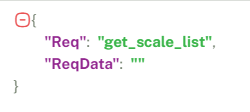 {
"Req": "get_scale_list",
"ReqData": ""
}